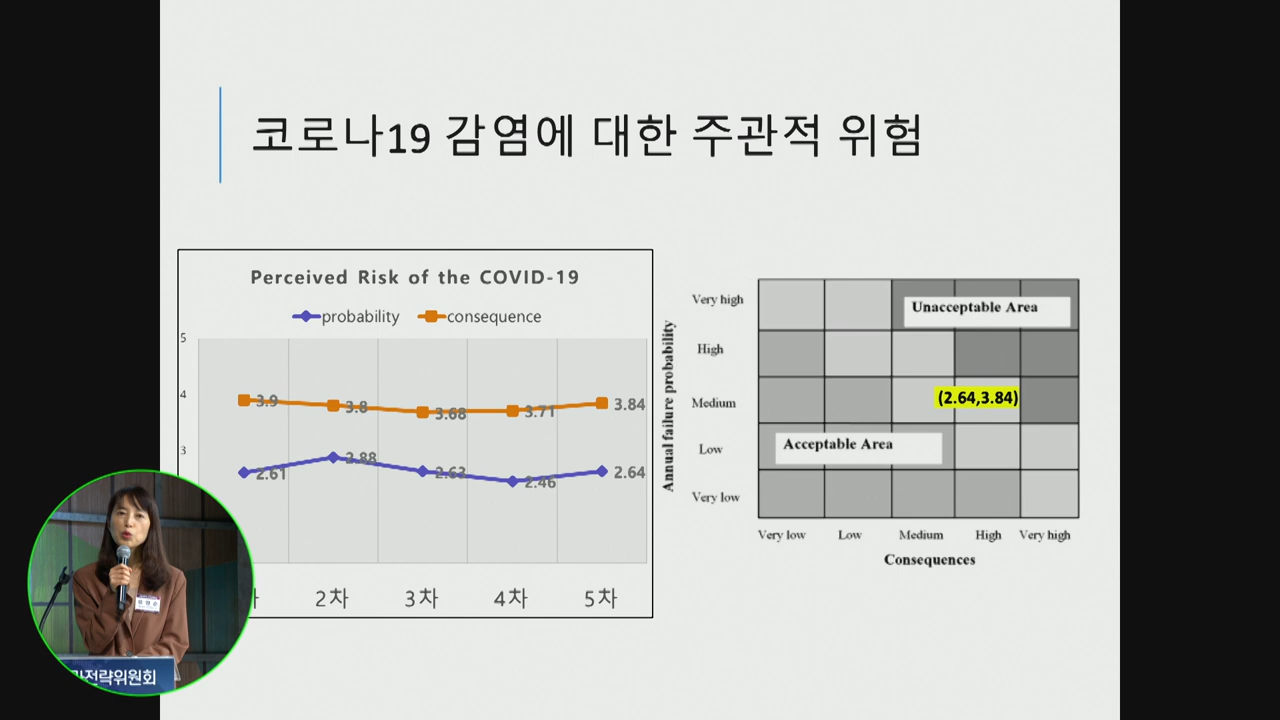 코로나19 감염에 대한 주관적 위험
Perceived Risk of the COVID-19
probability consequence
5
4
3
3.9 3.8 3.68 3.71 3.84
2.61 2.88 2.63 2.46 2.64
2차 3차 4차 5차
Annual failure probability
Very high
High
Medium
Low
Very low
Unacceptable Area
(2.64,3.84)
Acceptable Area
Very low Low Medium High Very high
Consequences
전략위원회